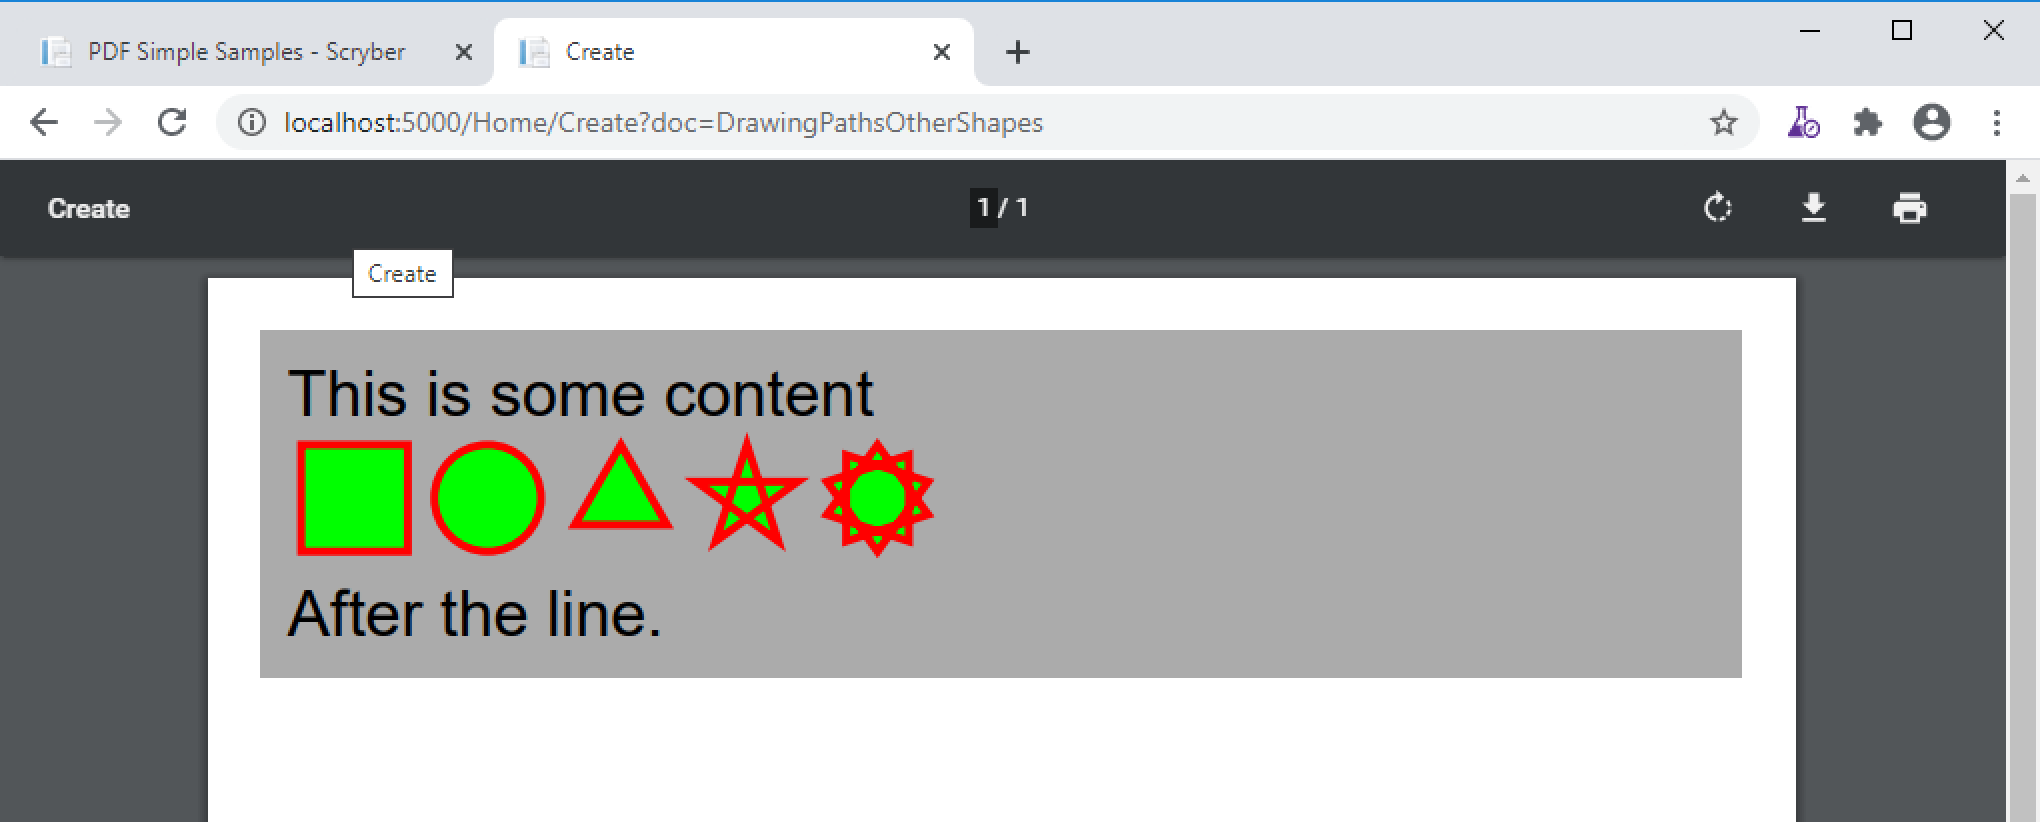 PDF Simple Samples - Scryber
Create
localhost:5000/Home/Create?doc=DrawingPathsOtherShapes
Create
1 / 1
Create
This is some content
After the line.